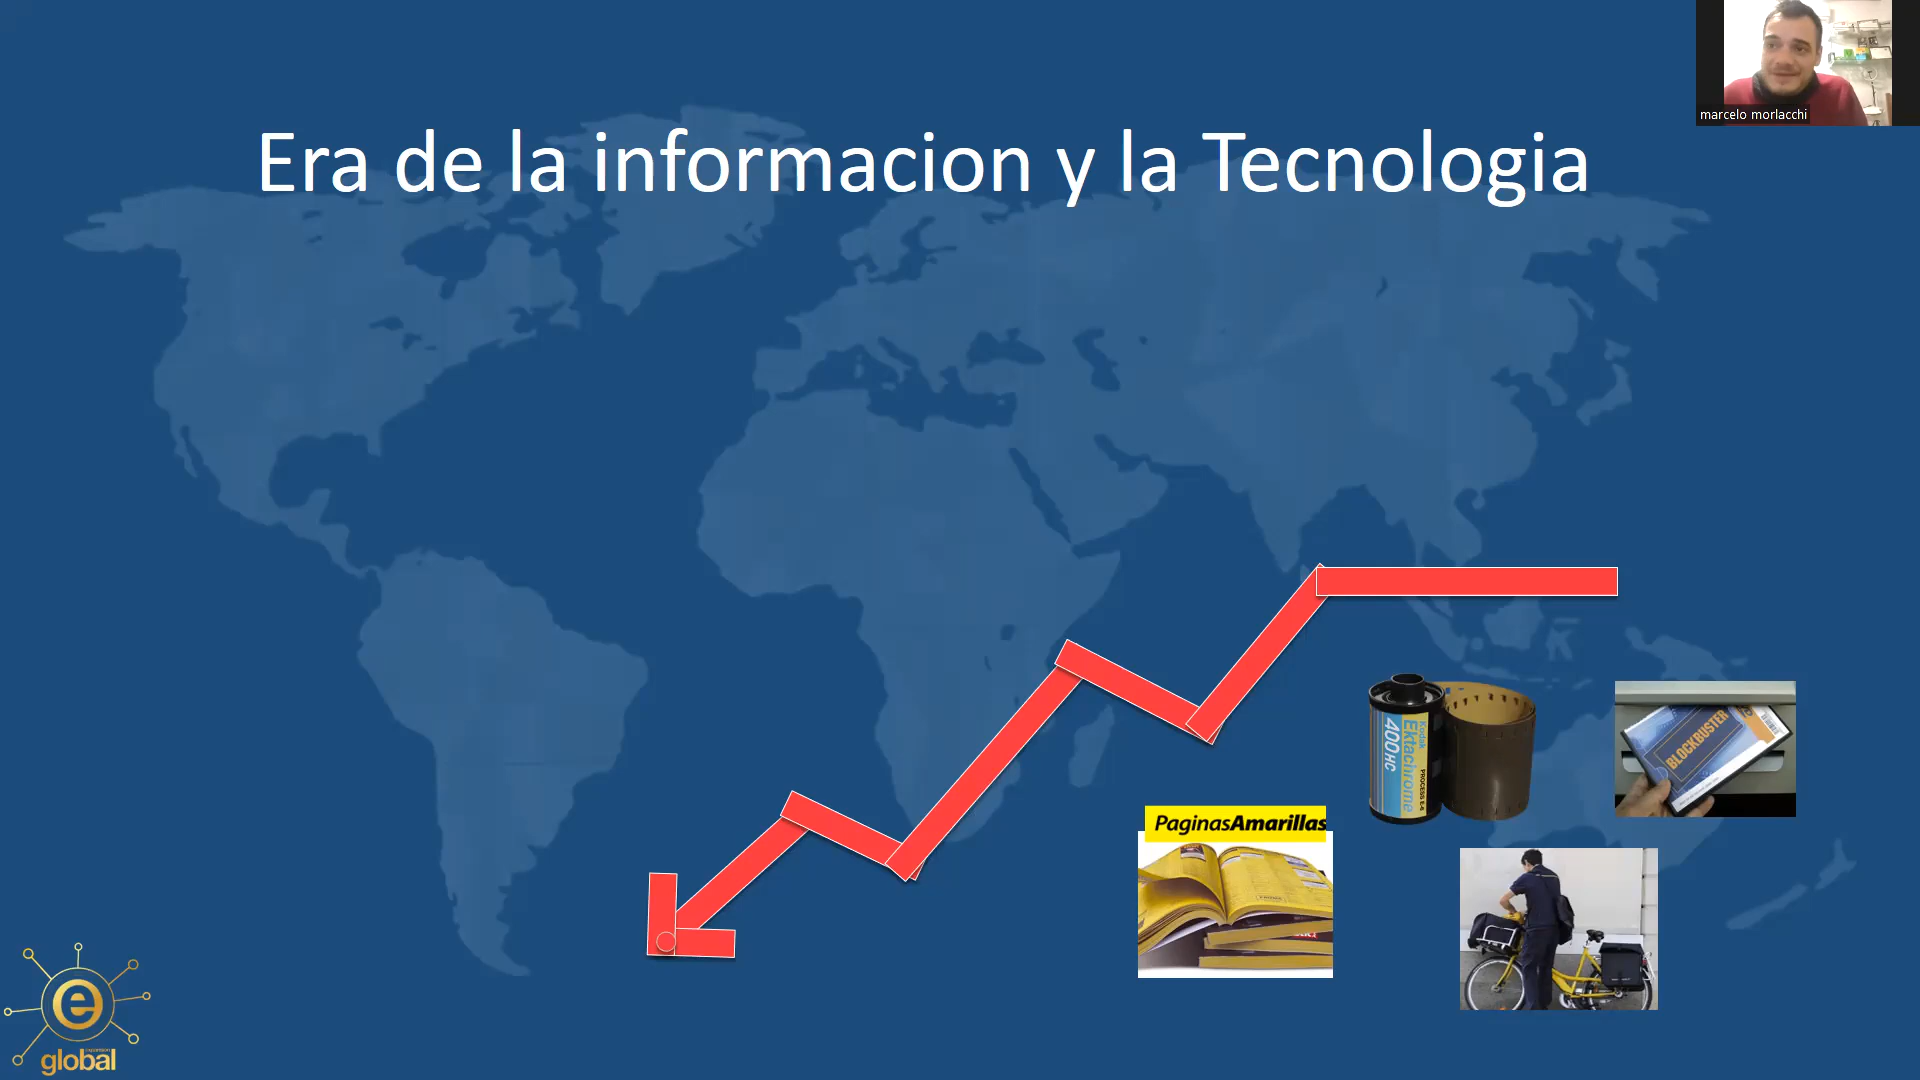 marcelo morlacchi
Era de la informacion y la Tecnologia
Kodak
Ektachrome
400HC
PROCESS E-6
BLOCKBUSTER
PaginasAmarillas
e
global